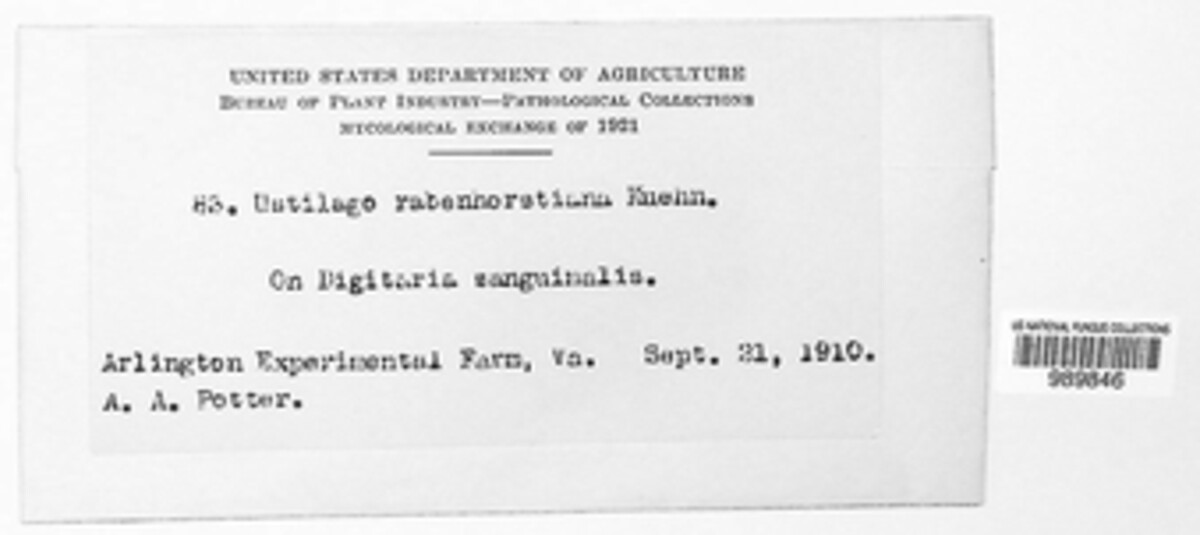 UNITED STATES DEPARTMENT OF AGRICULTURE
BUREAU OF PLANT INDUSTRY—PATHOLOGICAL COLLECTIONS
MYCOLOGICAL EXCHANGE OF 1921
83. Ustilago rabenhorstiana Kuehn.
On Digitaria sanguinalis.
Arlington Experimental Farm, Va. Sept. 21, 1910.
A. A. Potter.
US NATIONAL FUNGUS COLLECTIONS
989846